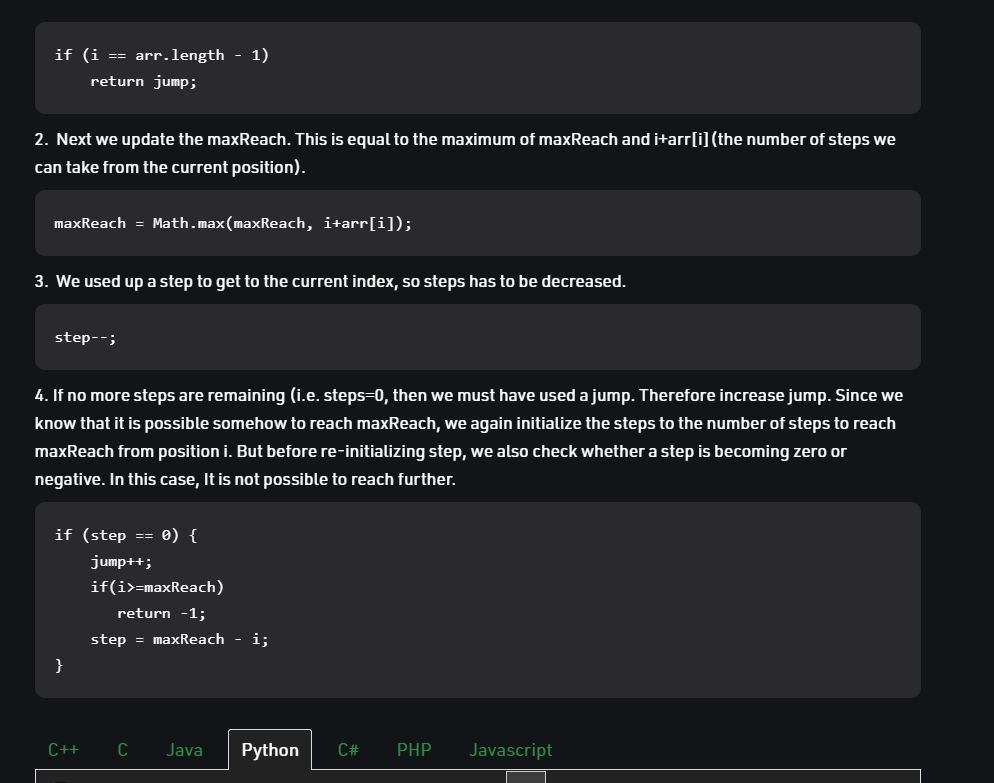 if (i == arr.length - 1)
    return jump;
2.  Next we update the maxReach. This is equal to the maximum of maxReach and i+arr[i](the number of steps we
can take from the current position).
maxReach = Math.max(maxReach, i+arr[i]);
3.  We used up a step to get to the current index, so steps has to be decreased.
step--;
4. If no more steps are remaining (i.e. steps=0, then we must have used a jump. Therefore increase jump. Since we
know that it is possible somehow to reach maxReach, we again initialize the steps to the number of steps to reach
maxReach from position i. But before re-initializing step, we also check whether a step is becoming zero or
negative. In this case, It is not possible to reach further.
if (step == 0) {
    jump++;
    if(i>=maxReach)
       return -1;
    step = maxReach - i;
}
C++ C Java Python C# PHP Javascript